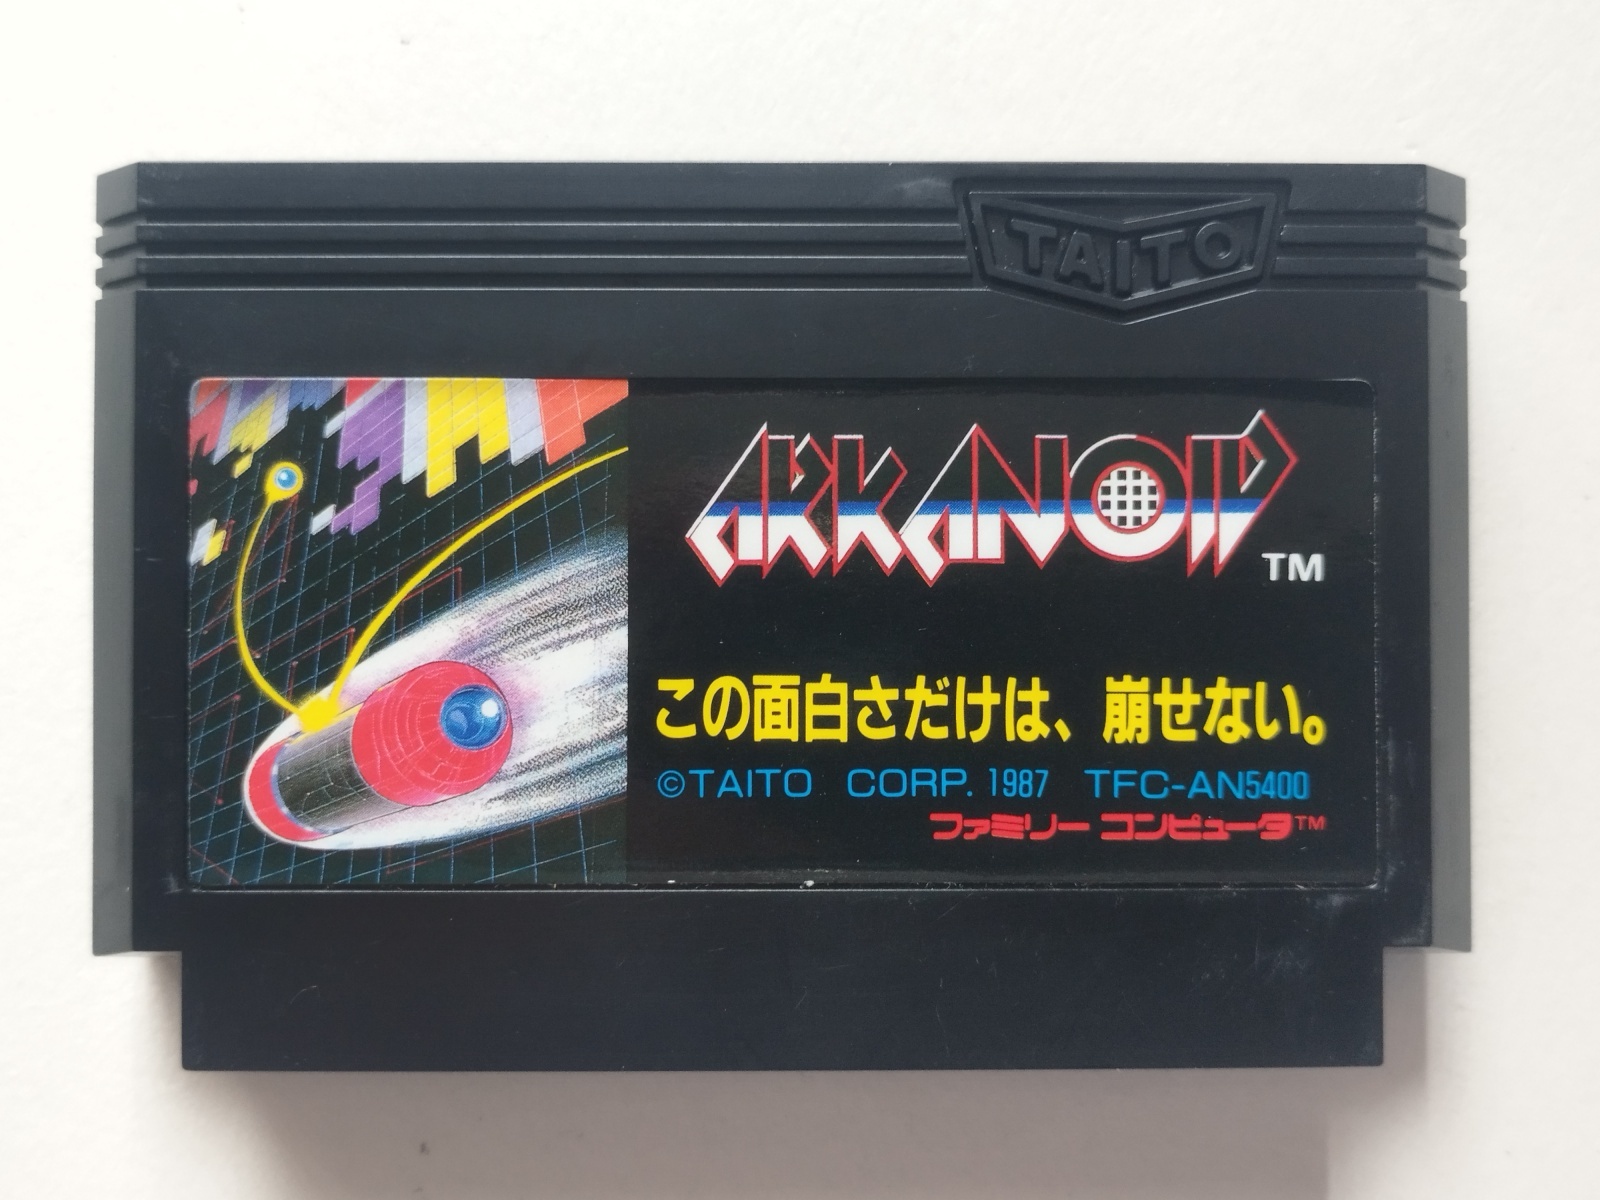 TAITO
ARKANOID TM
この面白さだけは、崩せない。
©TAITO CORP. 1987 TFC-AN5400
ファミリー コンピュータ™